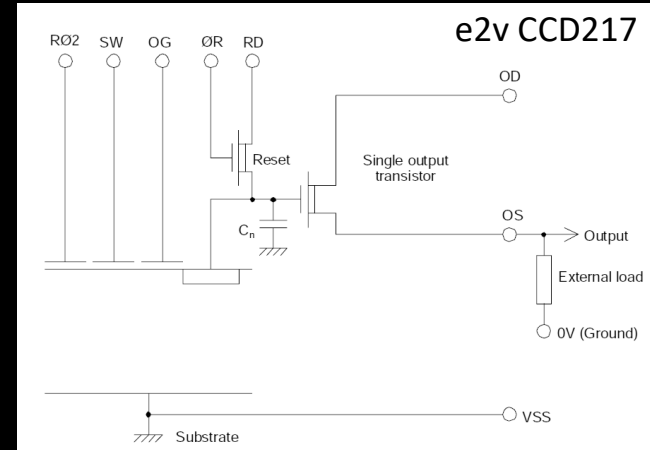 e2v CCD217
RØ2 SW OG ØR RD
OD
Reset
Single output
transistor
Cn
OS
Output
External load
0V (Ground)
VSS
Substrate